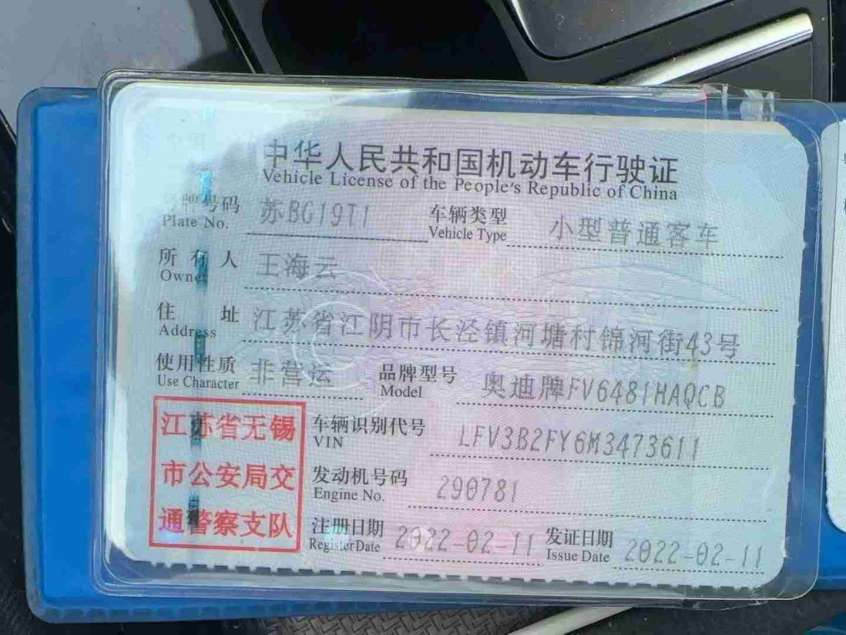 中华人民共和国机动车行驶证
Vehicle License of the People's Republic of China
号码 苏BG19T1 车辆类型 小型普通客车
Plate No. Vehicle Type
所有人 王海云
Owner
住址 江苏省江阴市长泾镇河塘村锦河街43号
Address
使用性质 非营运 品牌型号 奥迪牌FV6481HAQCB
Use Character Model
江苏省无锡
市公安局交
通警察支队
车辆识别代号 LFV3B2FY6M3473611
VIN
发动机号码 290781
Engine No.
注册日期 2022-02-11 发证日期 2022-02-11
Register Date Issue Date